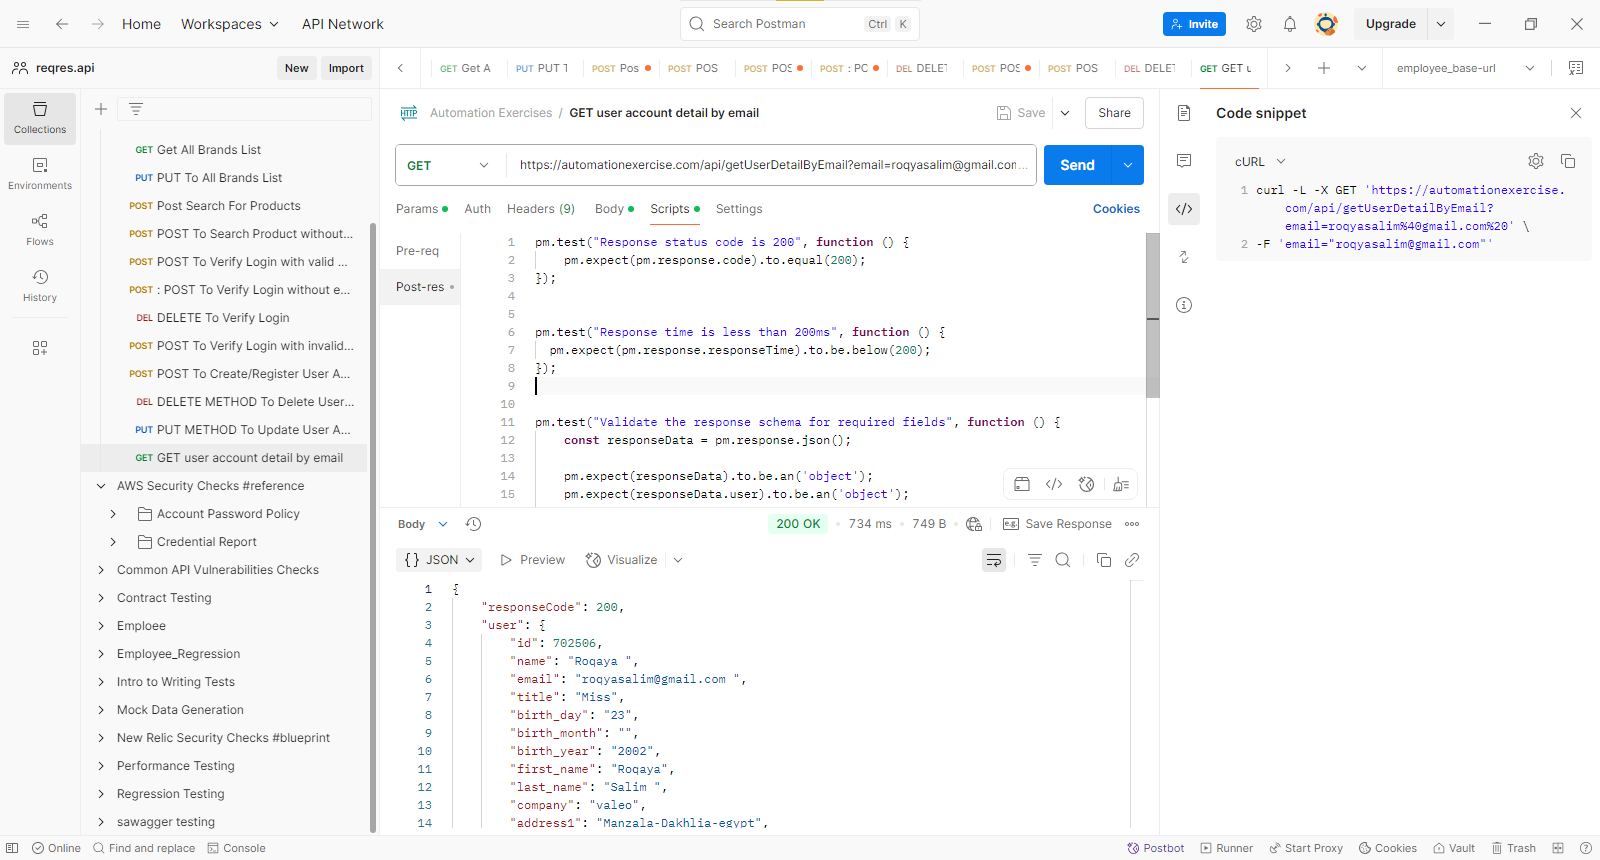 Home Workspaces API Network Search Postman Ctrl K Invite Upgrade
reqres.api New Import GET Get A PUT PUT T POST Pos POST POS POST POS POST : PC DEL DELET POST POS POST POS DEL DELET GET GET u employee_base-url
Collections
Environments
Flows
History
GET Get All Brands List
PUT PUT To All Brands List
POST Post Search For Products
POST POST To Search Product without...
POST POST To Verify Login with valid ...
POST : POST To Verify Login without e...
DEL DELETE To Verify Login
POST POST To Verify Login with invalid...
POST POST To Create/Register User A...
DEL DELETE METHOD To Delete User...
PUT PUT METHOD To Update User A...
GET GET user account detail by email
AWS Security Checks #reference
Account Password Policy
Credential Report
Common API Vulnerabilities Checks
Contract Testing
Emploee
Employee_Regression
Intro to Writing Tests
Mock Data Generation
New Relic Security Checks #blueprint
Performance Testing
Regression Testing
sawagger testing
HTTP Automation Exercises / GET user account detail by email Save Share
GET https://automationexercise.com/api/getUserDetailByEmail?email=roqyasalim@gmail.com... Send
Params Auth Headers (9) Body Scripts Settings Cookies
Pre-req
Post-res
1 pm.test("Response status code is 200", function () {
2 pm.expect(pm.response.code).to.equal(200);
3 });
4
5
6 pm.test("Response time is less than 200ms", function () {
7 pm.expect(pm.response.responseTime).to.be.below(200);
8 });
9
10
11 pm.test("Validate the response schema for required fields", function () {
12 const responseData = pm.response.json();
13
14 pm.expect(responseData).to.be.an('object');
15 pm.expect(responseData.user).to.be.an('object');
Body 200 OK 734 ms 749 B e.g. Save Response
{} JSON Preview Visualize
1 {
2 "responseCode": 200,
3 "user": {
4 "id": 702506,
5 "name": "Roqaya ",
6 "email": "roqyasalim@gmail.com ",
7 "title": "Miss",
8 "birth_day": "23",
9 "birth_month": "",
10 "birth_year": "2002",
11 "first_name": "Roqaya",
12 "last_name": "Salim ",
13 "company": "valeo",
14 "address1": "Manzala-Dakhlia-egypt",
Code snippet
cURL
1 curl -L -X GET 'https://automationexercise.
com/api/getUserDetailByEmail?
email=roqyasalim%40gmail.com%20' \
2 -F 'email="roqyasalim@gmail.com"'
Online Find and replace Console Postbot Runner Start Proxy Cookies Vault Trash